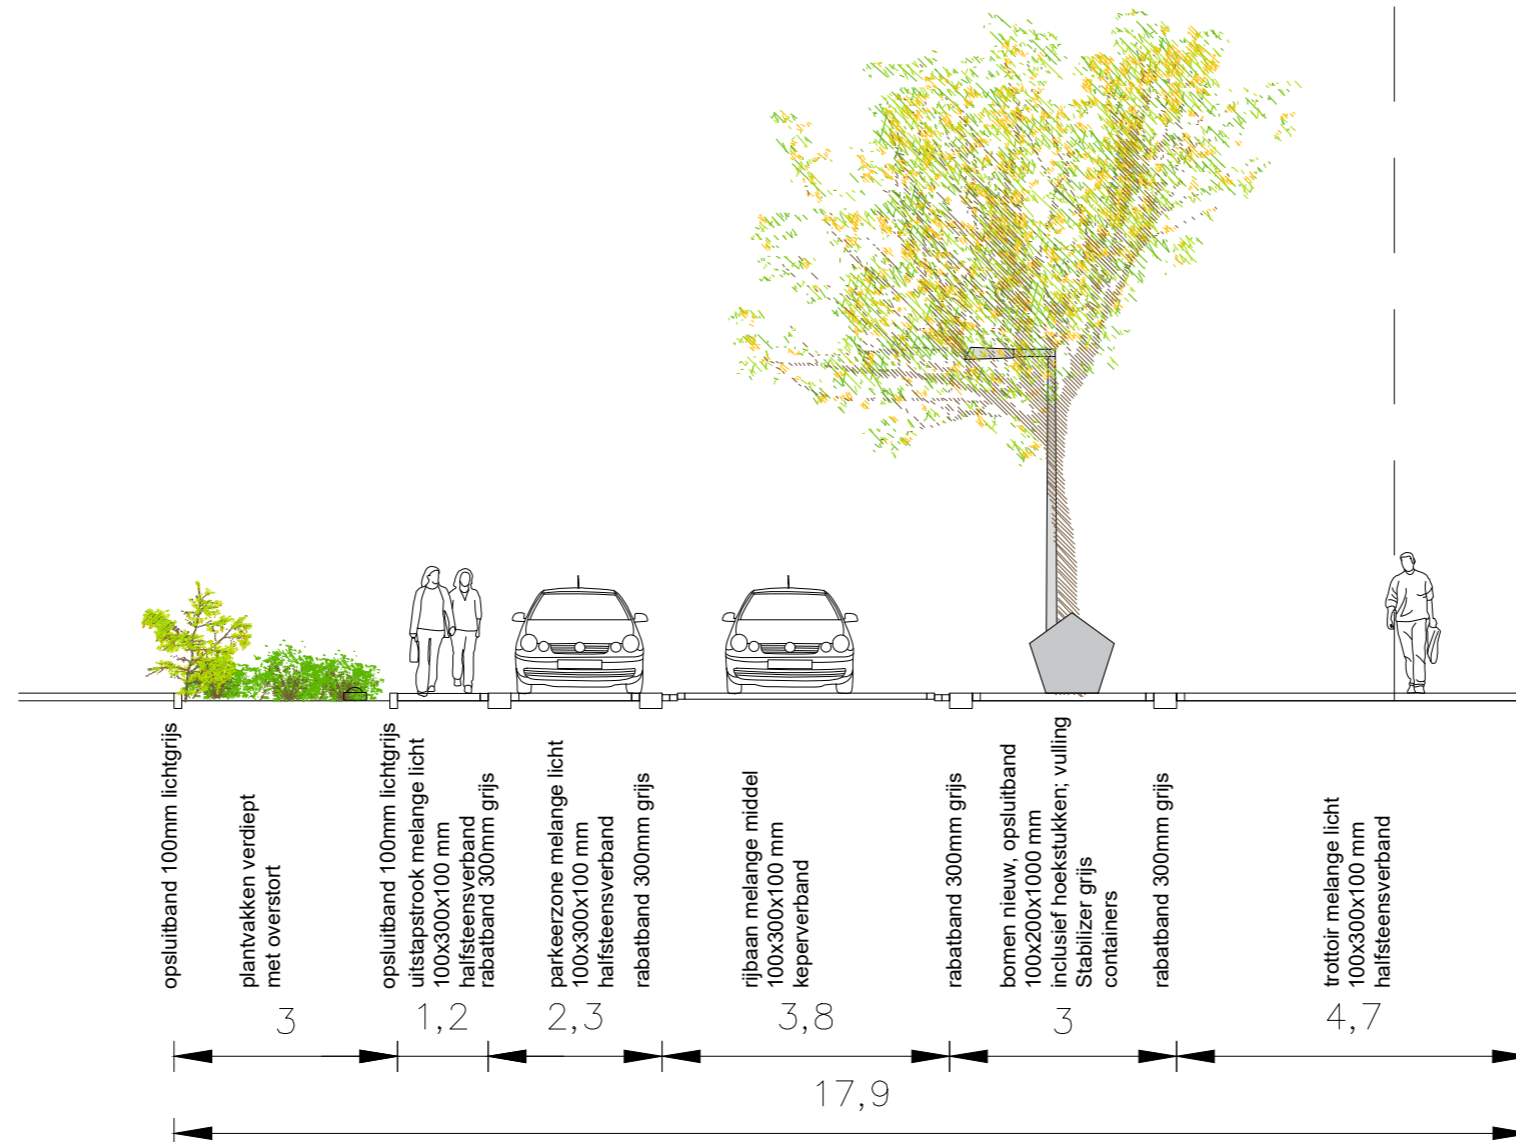 opsluitband 100mm lichtgrijs
plantvakken verdiept
met overstort
opsluitband 100mm lichtgrijs
uitstapstrook melange licht
100x300x100 mm
halfsteensverband
rabatband 300mm grijs
parkeerzone melange licht
100x300x100 mm
halfsteensverband
rabatband 300mm grijs
rijbaan melange middel
100x300x100 mm
keperverband
rabatband 300mm grijs
bomen nieuw, opsluitband
100x200x1000 mm
inclusief hoekstukken; vulling
Stabilizer grijs
containers
rabatband 300mm grijs
trottoir melange licht
100x300x100 mm
halfsteensverband
3
1,2
2,3
3,8
3
4,7
17,9